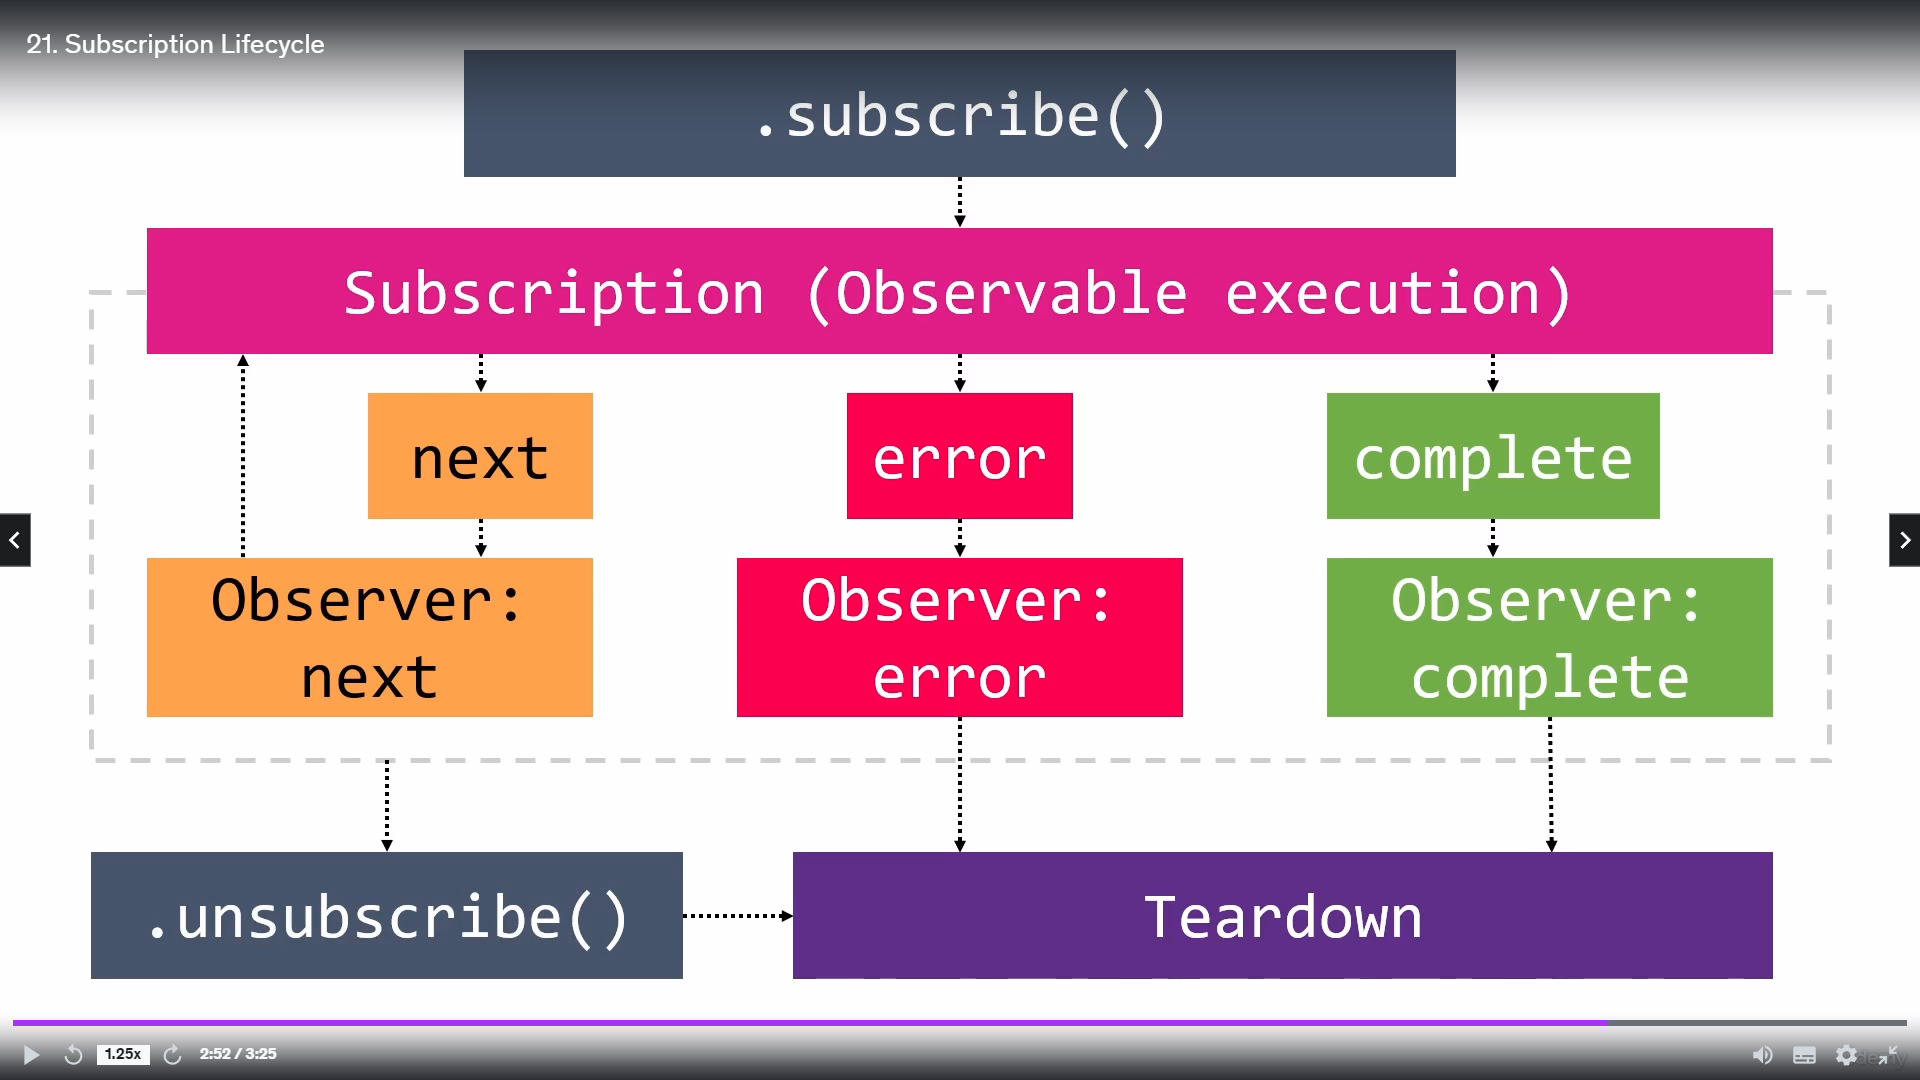 21. Subscription Lifecycle
.subscribe()
Subscription (Observable execution)
next
error
complete
Observer:
next
Observer:
error
Observer:
complete
.unsubscribe()
Teardown
1.25x
2:52 / 3:25